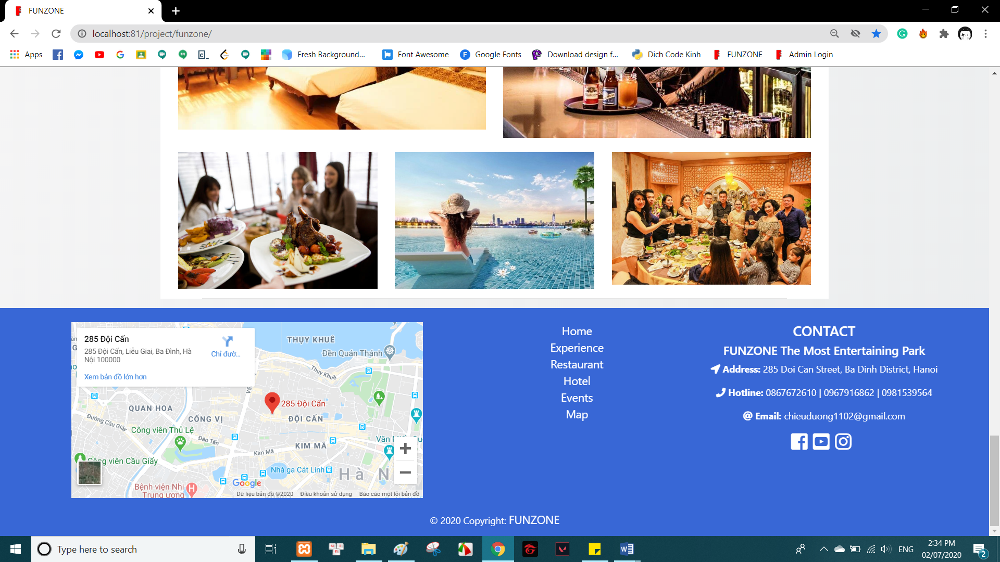 FUNZONE
localhost:81/project/funzone/
Apps
Fresh Background...
Font Awesome
Google Fonts
Download design f...
Dịch Code Kinh
FUNZONE
Admin Login
285 Đội Cấn
285 Đội Cấn, Liễu Giai, Ba Đình, Hà
Nội 100000
Chỉ đườ...
Xem bản đồ lớn hơn
THỤY KHUÊ
Đền Quán Thánh
Thụy Khuê
QUAN HOA
Đường Cầu Giấy
CỐNG VỊ
285 Đội Cấn
ĐỘI CẤN
Công viên Thủ Lệ
Đào Tấn
KIM MÃ
Kim Mã
Công viên Cầu Giấy
Nhà ga Cát Linh
Hà N
Bệnh viện Nhi
Trung ương
Google
Dữ liệu bản đồ ©2020
Điều khoản sử dụng
Báo cáo một lỗi bản đồ
Home
Experience
Restaurant
Hotel
Events
Map
CONTACT
FUNZONE The Most Entertaining Park
Address: 285 Doi Can Street, Ba Dinh District, Hanoi
Hotline: 0867672610 | 0967916862 | 0981539564
Email: chieuduong1102@gmail.com
© 2020 Copyright: FUNZONE
Type here to search
ENG
2:34 PM
02/07/2020
2